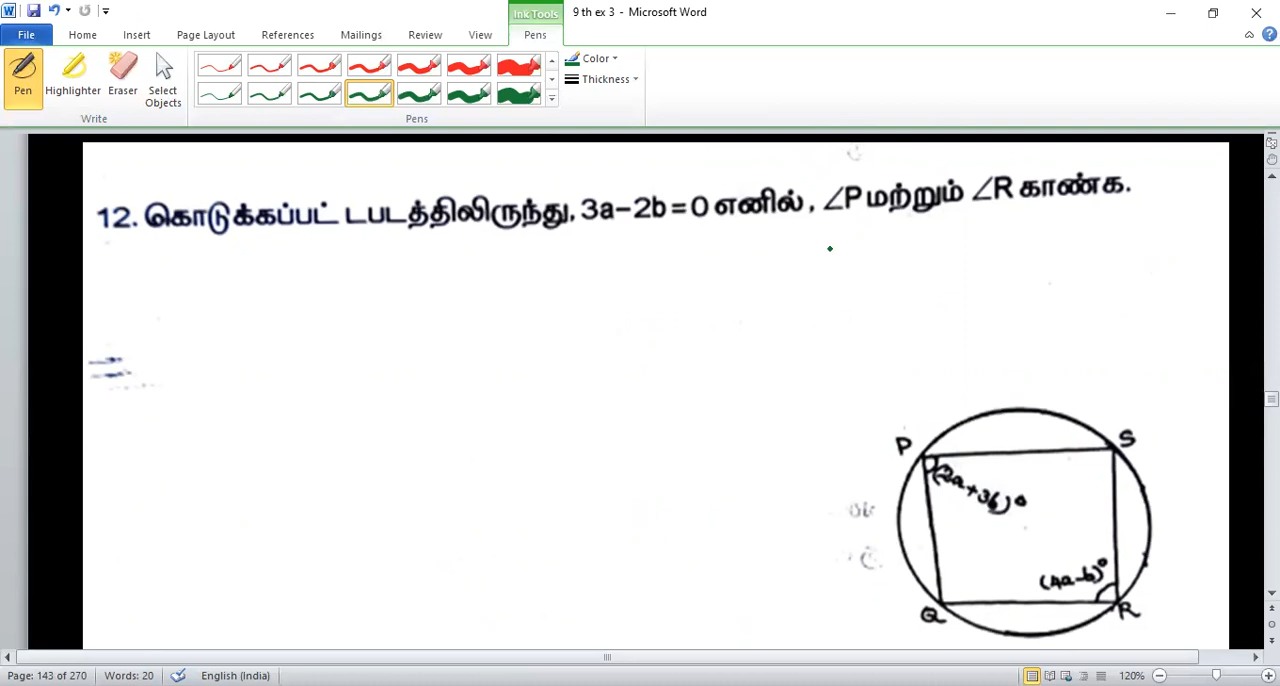 9 th ex 3 - Microsoft Word
Ink Tools
File Home Insert Page Layout References Mailings Review View Pens
Pen Highlighter Eraser Select Objects
Color
Thickness
Write Pens
12. கொடுக்கப்பட் டபடத்திலிருந்து, 3a-2b=0 எனில், ∠P மற்றும் ∠R காண்க.
P S
(2a+3b)°
(4a-b)°
Q R
Page: 143 of 270 Words: 20 English (India) 120%